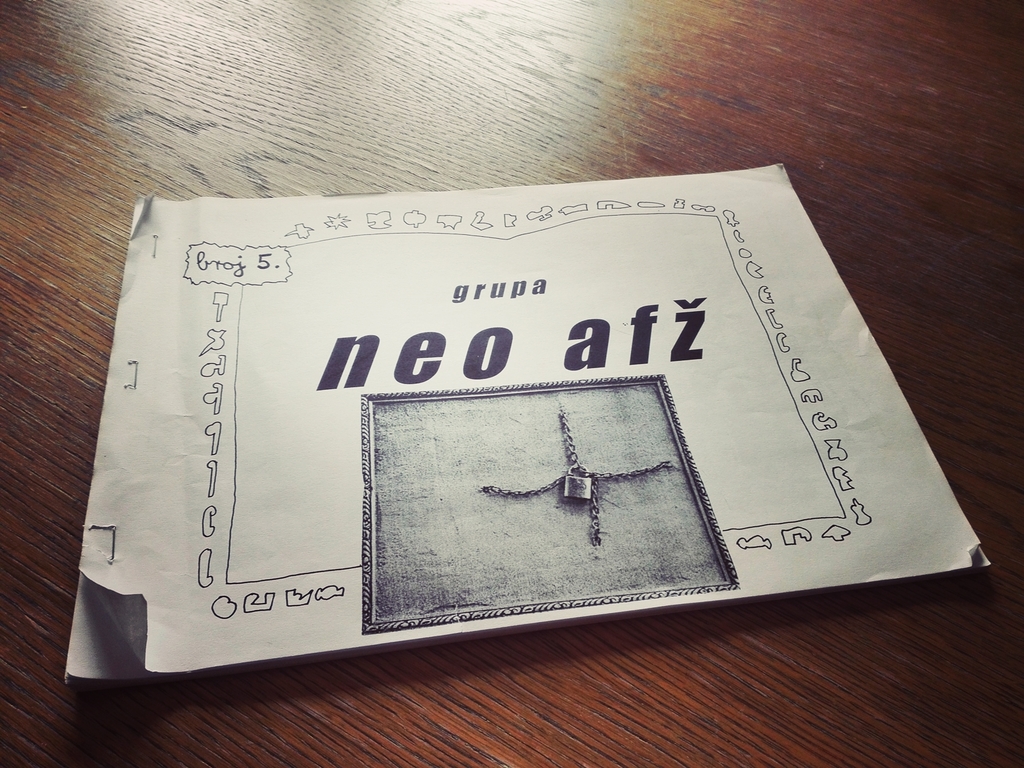 broj 5.
grupa
neo afž